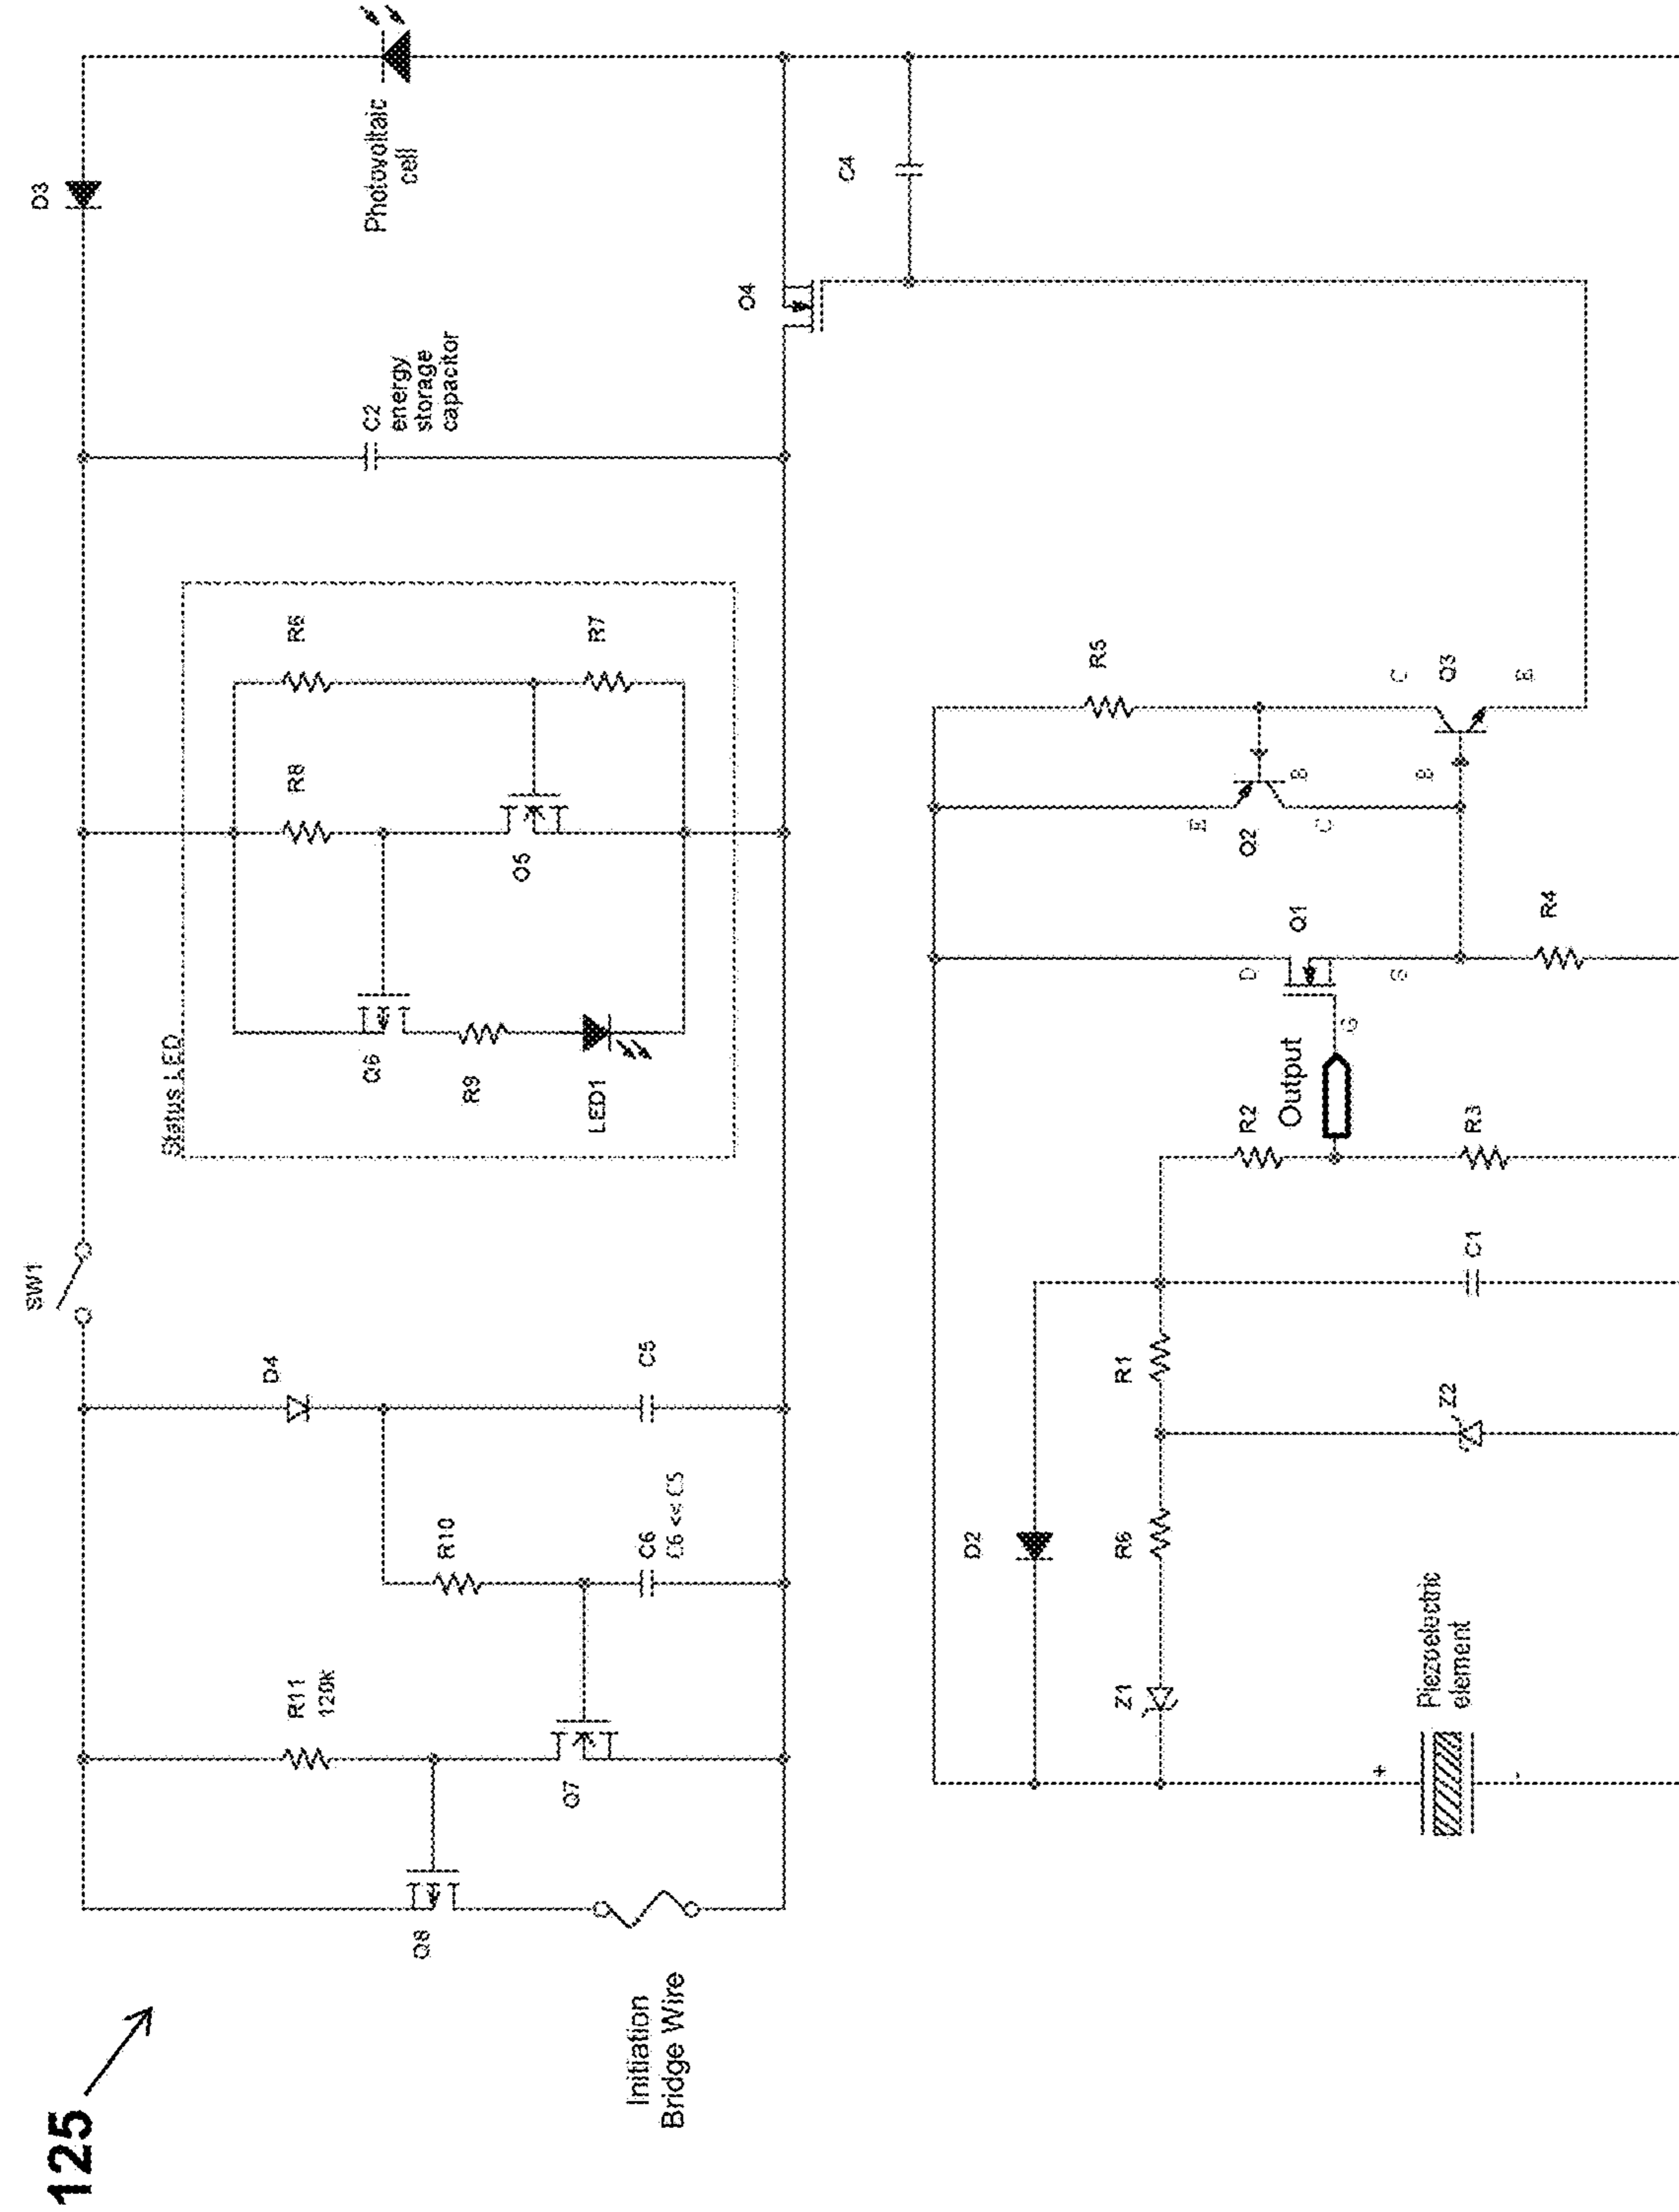 125
Initiation
Bridge Wire
Q8
R11
120k
Q7
R10
C6
C6 << C5
D4
C5
SW1
Status LED
Q6
R9
LED1
R8
Q5
R6
R7
C2
energy
storage
capacitor
D3
Photovoltaic
cell
Q4
C4
Piezoelectric
element
+
-
Z1
D2
R6
Z2
R1
C1
R2
Output
R3
G
D
Q1
S
R4
E
Q2
C
B
R5
B
C
Q3
E